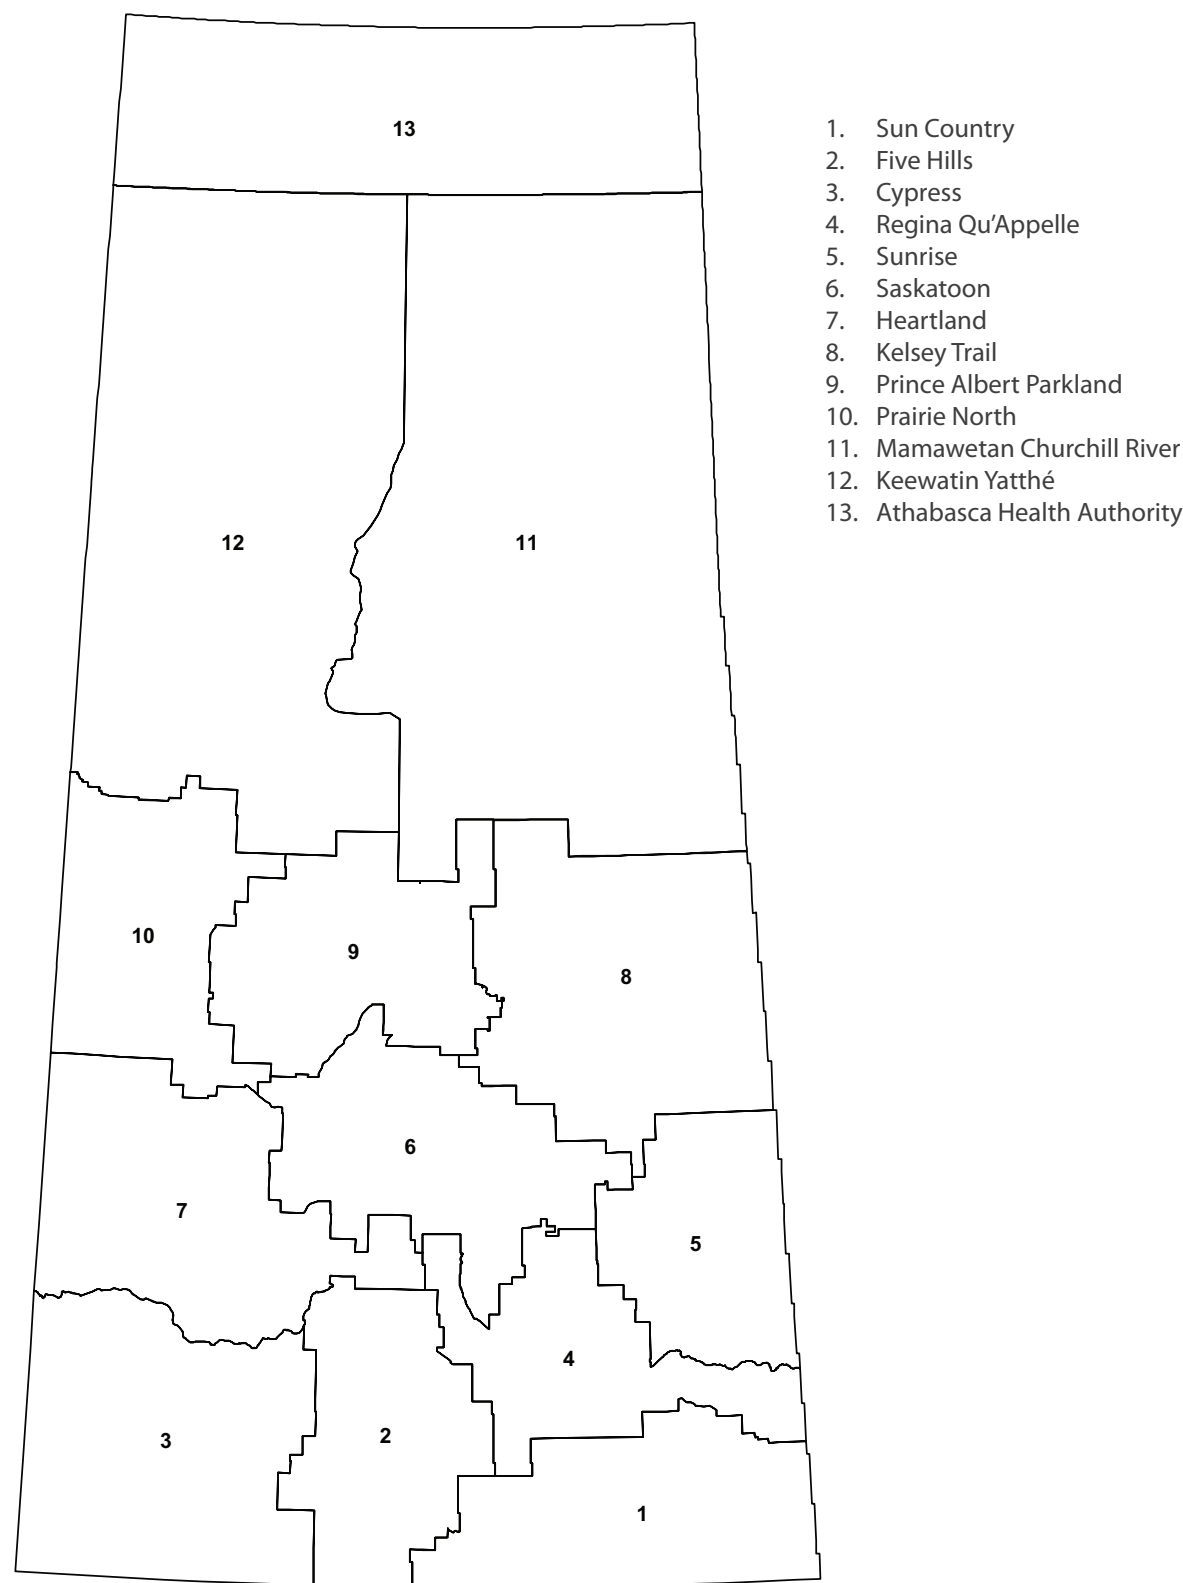 13
1. Sun Country
2. Five Hills
3. Cypress
4. Regina Qu’Appelle
5. Sunrise
6. Saskatoon
7. Heartland
8. Kelsey Trail
9. Prince Albert Parkland
10. Prairie North
11. Mamawetan Churchill River
12. Keewatin Yatthé
13. Athabasca Health Authority
12
11
10
9
8
6
7
5
4
3
2
1